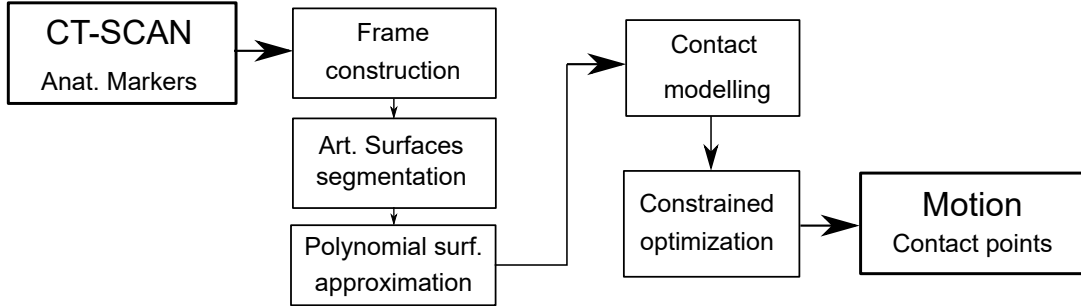 CT-SCAN
Anat. Markers
Frame
construction
Art. Surfaces
segmentation
Polynomial surf.
approximation
Contact
modelling
Constrained
optimization
Motion
Contact points